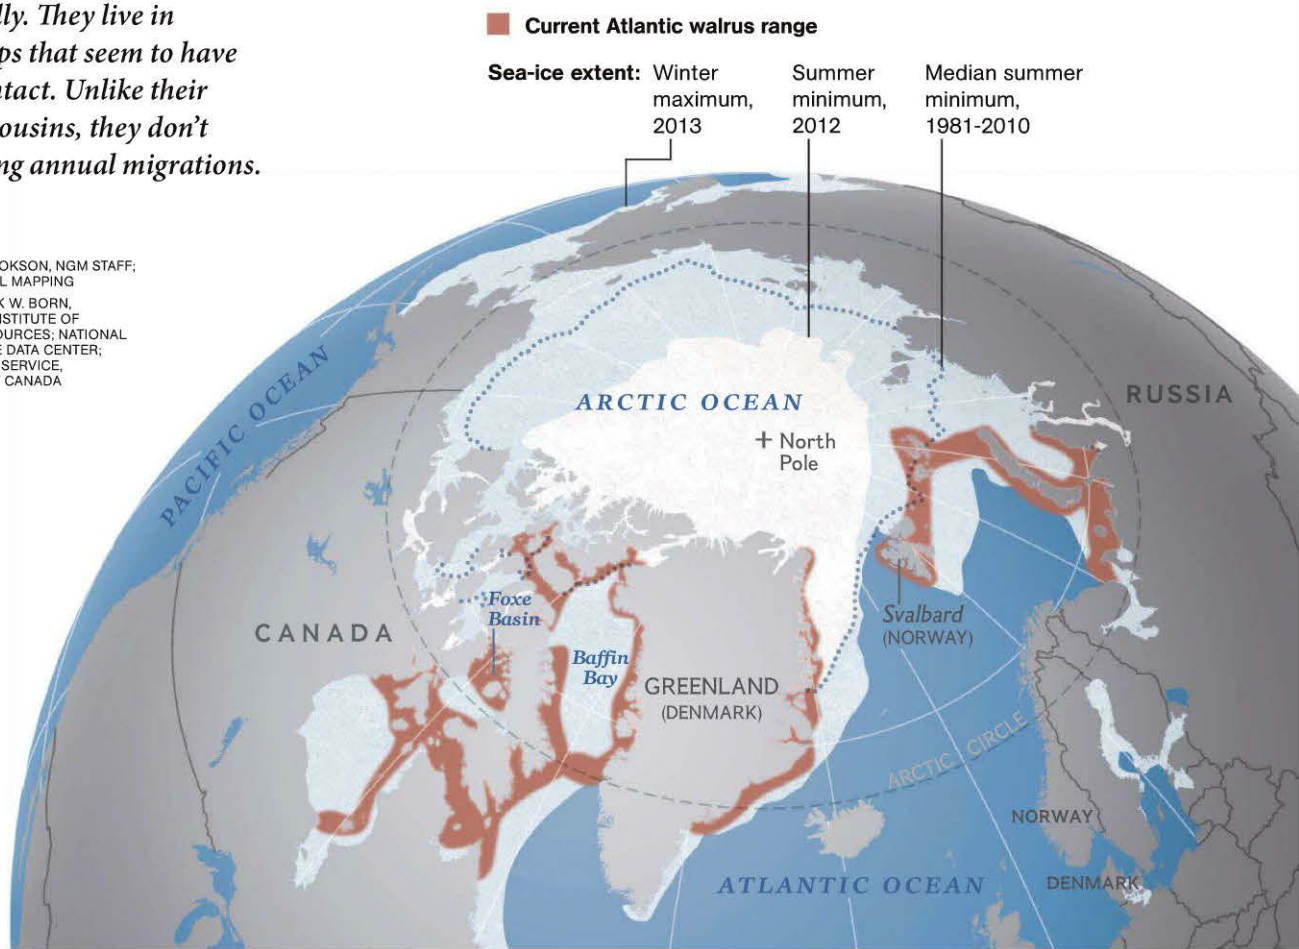 lly. They live in
ps that seem to have
ntact. Unlike their
ousins, they don't
ng annual migrations.
OKSON, NGM STAFF;
L MAPPING
K W. BORN,
NSTITUTE OF
OURCES; NATIONAL
E DATA CENTER;
SERVICE,
CANADA
Current Atlantic walrus range
Sea-ice extent: Winter maximum, 2013
Summer minimum, 2012
Median summer minimum, 1981-2010
PACIFIC OCEAN
ARCTIC OCEAN
North
Pole
RUSSIA
CANADA
Foxe
Basin
Baffin
Bay
GREENLAND
(DENMARK)
Svalbard
(NORWAY)
ARCTIC CIRCLE
NORWAY
DENMARK
ATLANTIC OCEAN